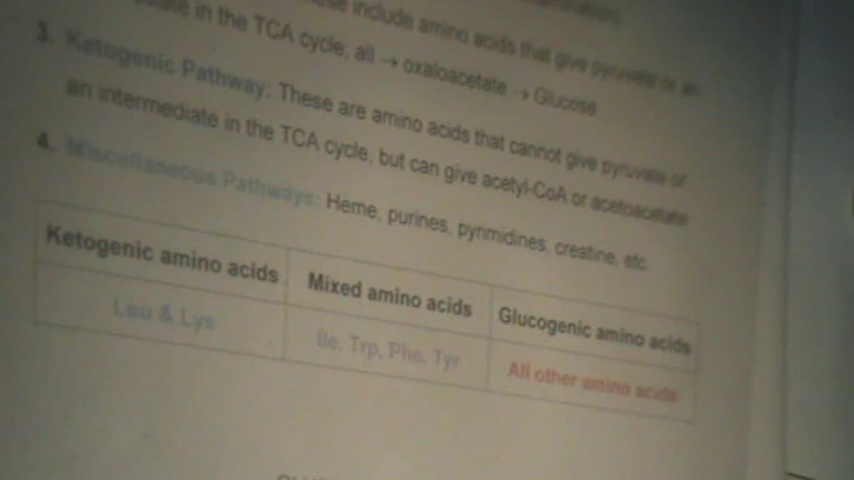 include amino acids that give pyruvate or an
in the TCA cycle, all → oxaloacetate → Glucose
3. Ketogenic Pathway: These are amino acids that cannot give pyruvate or
an intermediate in the TCA cycle, but can give acetyl-CoA or acetoacetate
4. Miscellaneous Pathways: Heme, purines, pyrimidines, creatine, etc.
Ketogenic amino acids Mixed amino acids Glucogenic amino acids
Leu & Lys Ile, Trp, Phe, Tyr All other amino acids